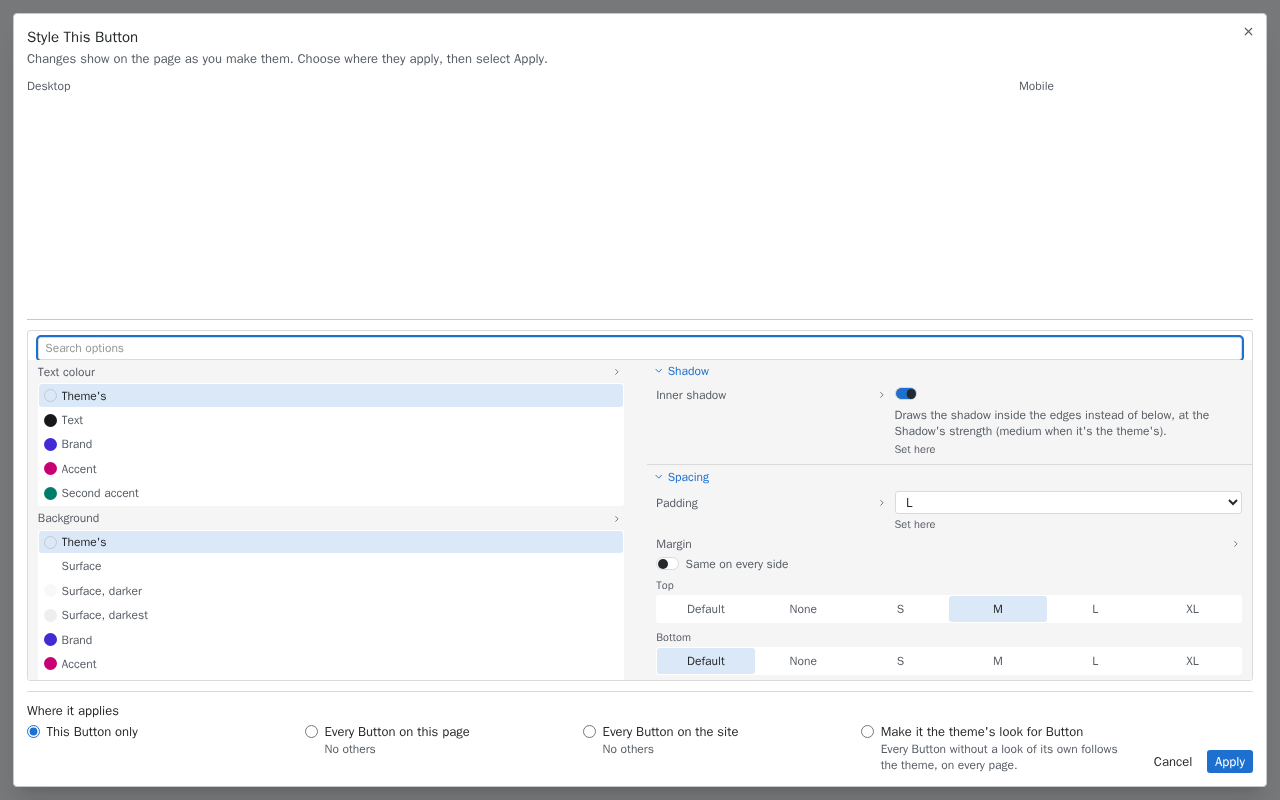 Style This Button
Changes show on the page as you make them. Choose where they apply, then select Apply.
Desktop
Mobile
Search options
Text colour
Theme's
Text
Brand
Accent
Second accent
Background
Theme's
Surface
Surface, darker
Surface, darkest
Brand
Accent
Shadow
Inner shadow
Draws the shadow inside the edges instead of below, at the
Shadow's strength (medium when it's the theme's).
Set here
Spacing
Padding
L
Set here
Margin
Same on every side
Top
Default None S M L XL
Bottom
Default None S M L XL
Where it applies
This Button only
Every Button on this page
No others
Every Button on the site
No others
Make it the theme's look for Button
Every Button without a look of its own follows
the theme, on every page.
Cancel
Apply